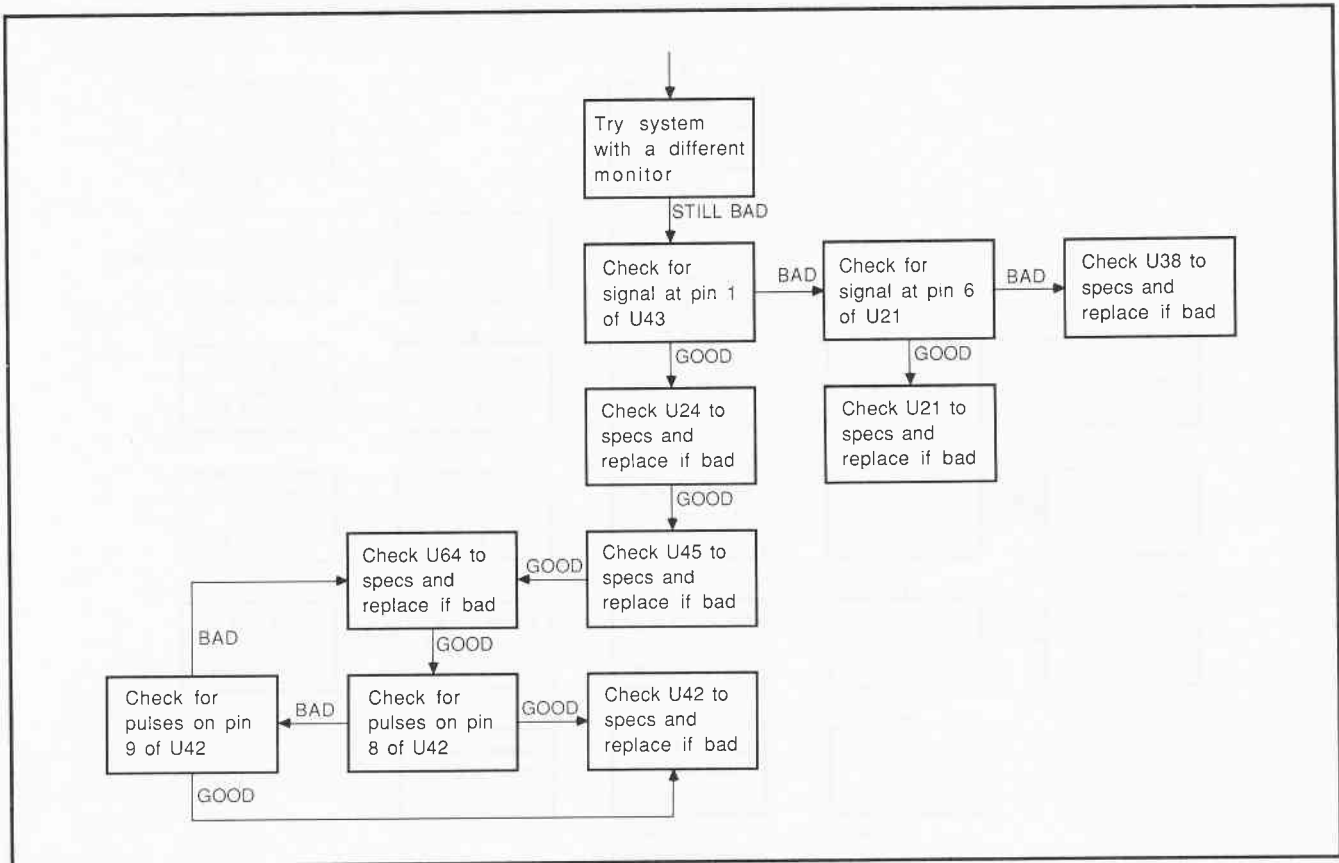 Try system
with a different
monitor
STILL BAD
Check for
signal at pin 1
of U43
BAD
Check for
signal at pin 6
of U21
BAD
Check U38 to
specs and
replace if bad
GOOD
GOOD
Check U24 to
specs and
replace if bad
Check U21 to
specs and
replace if bad
GOOD
Check U64 to
specs and
replace if bad
GOOD
Check U45 to
specs and
replace if bad
BAD
GOOD
Check for
pulses on pin
9 of U42
BAD
Check for
pulses on pin
8 of U42
GOOD
Check U42 to
specs and
replace if bad
GOOD